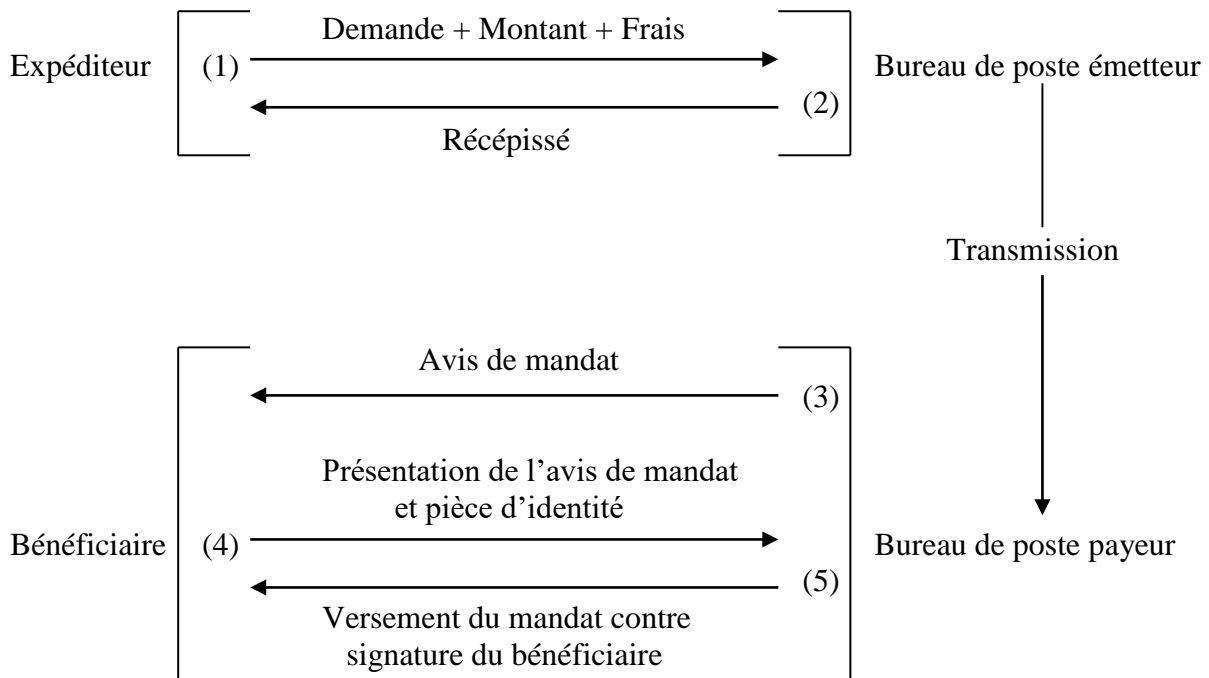 Demande + Montant + Frais
Expéditeur (1) Bureau de poste émetteur
(2)
Récépissé
Transmission
Avis de mandat
(3)
Présentation de l’avis de mandat
et pièce d’identité
Bénéficiaire (4) Bureau de poste payeur
(5)
Versement du mandat contre
signature du bénéficiaire